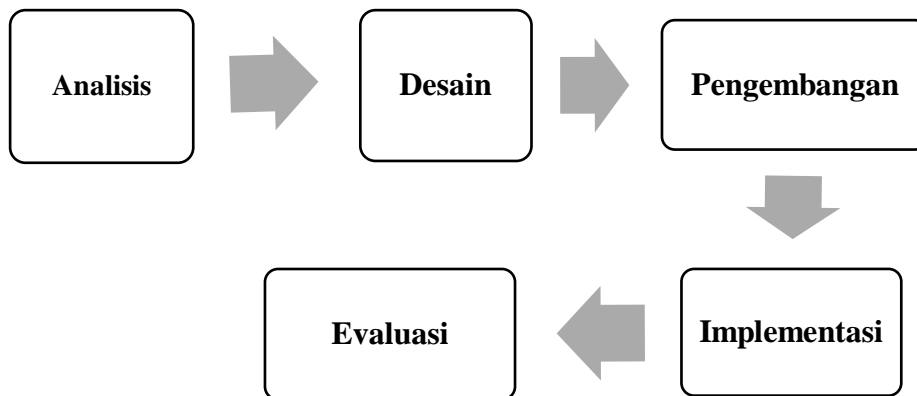 Analisis
Desain
Pengembangan
Implementasi
Evaluasi